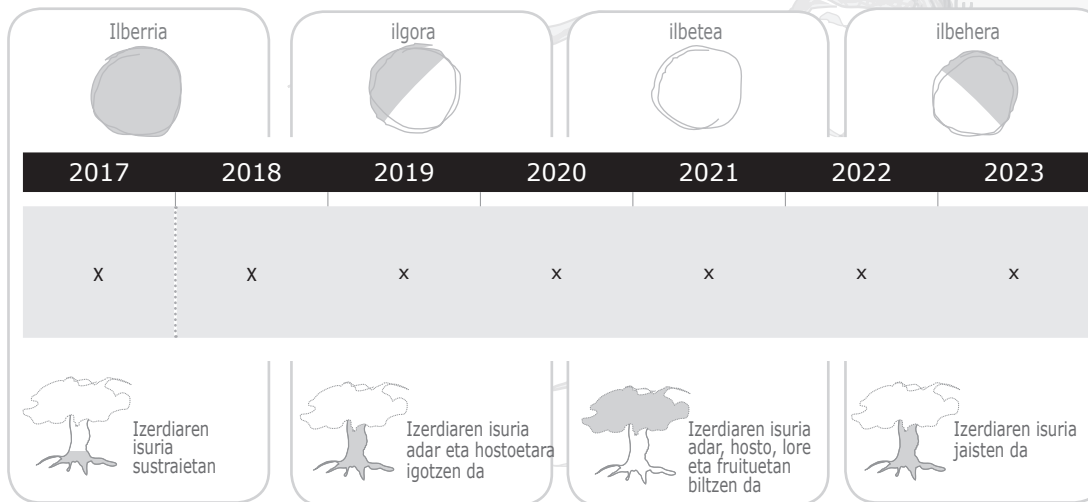 Ilberria
ilgora
ilbetea
ilbehera
2017 2018 2019 2020 2021 2022 2023
x x x x x x x
Izerdiaren
isuria
sustraietan
Izerdiaren isuria
adar eta hostoetara
igotzen da
Izerdiaren isuria
adar, hosto, lore
eta fruituetan
biltzen da
Izerdiaren isuria
jaisten da